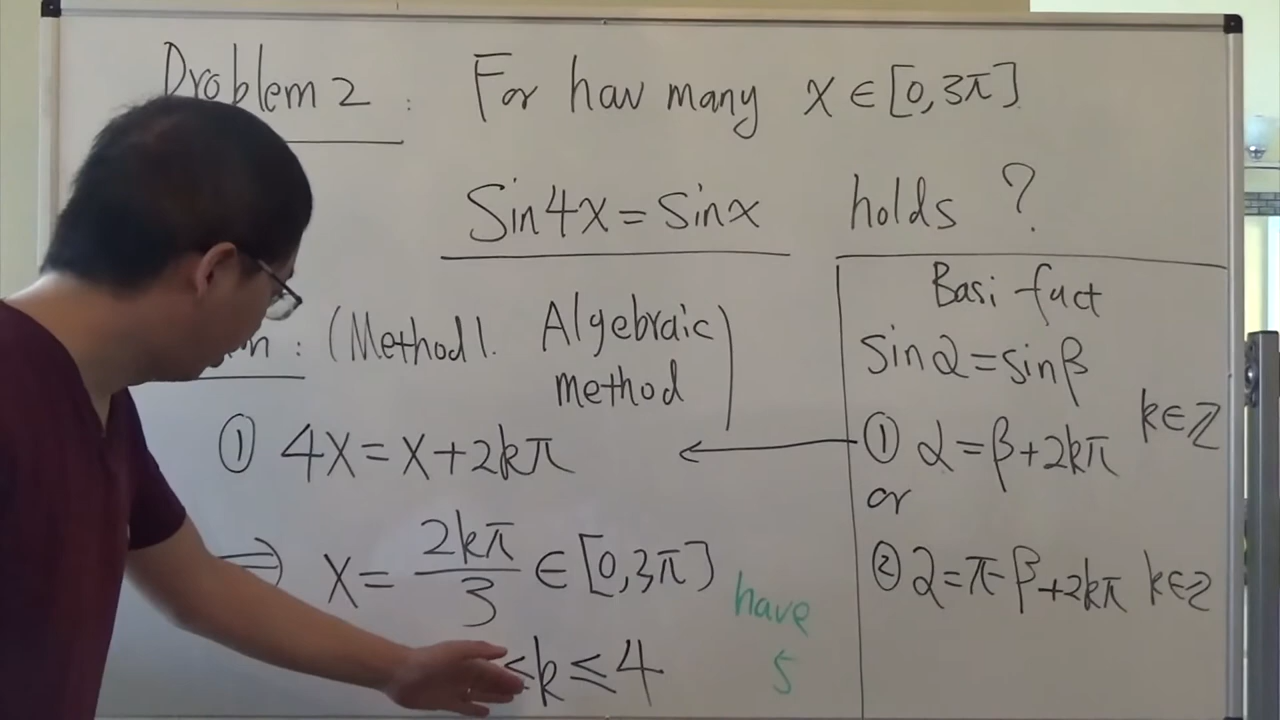 Problem 2 : For how many x ∈ [0,3π]
Sin4x = Sinx holds ?
: (Method 1. Algebraic
method)
① 4x = x+2kπ
⇒ x = 2kπ/3 ∈ [0,3π]
≤ k ≤ 4
have
5
Basi fact
Sinα = sinβ
① α = β+2kπ k∈ℤ
or
② α = π-β+2kπ k∈ℤ